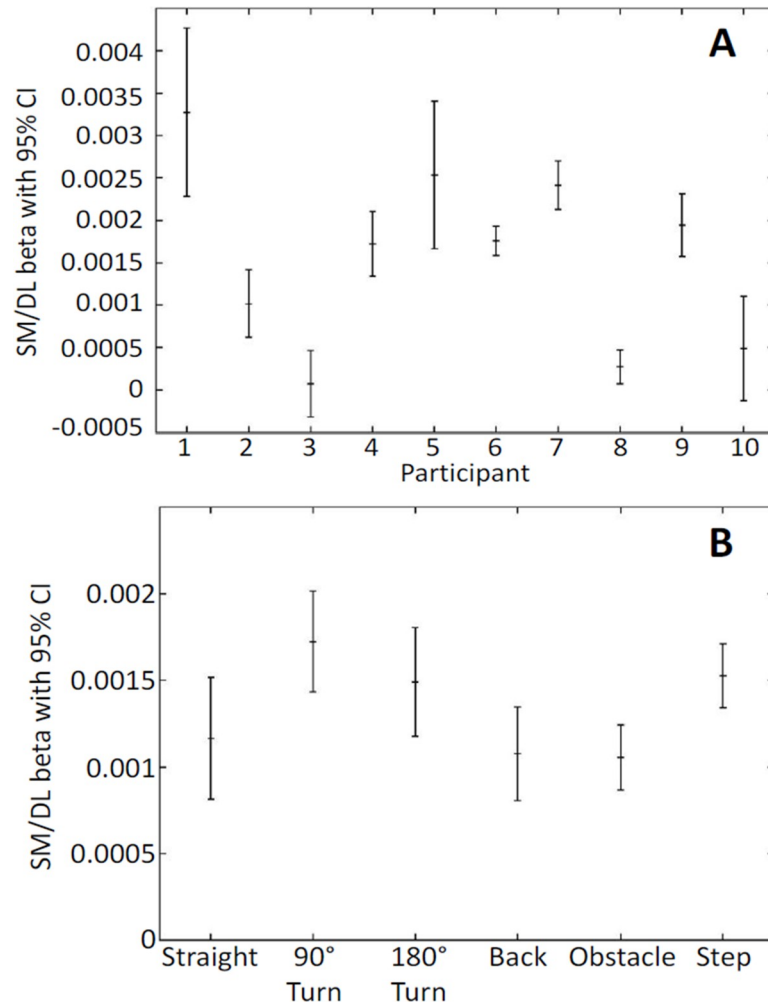 A
SM/DL beta with 95% CI
0.004
0.0035
0.003
0.0025
0.002
0.0015
0.001
0.0005
0
-0.0005
1 2 3 4 5 6 7 8 9 10
Participant
B
SM/DL beta with 95% CI
0.002
0.0015
0.001
0.0005
0
Straight 90° 180° Back Obstacle Step
Turn Turn